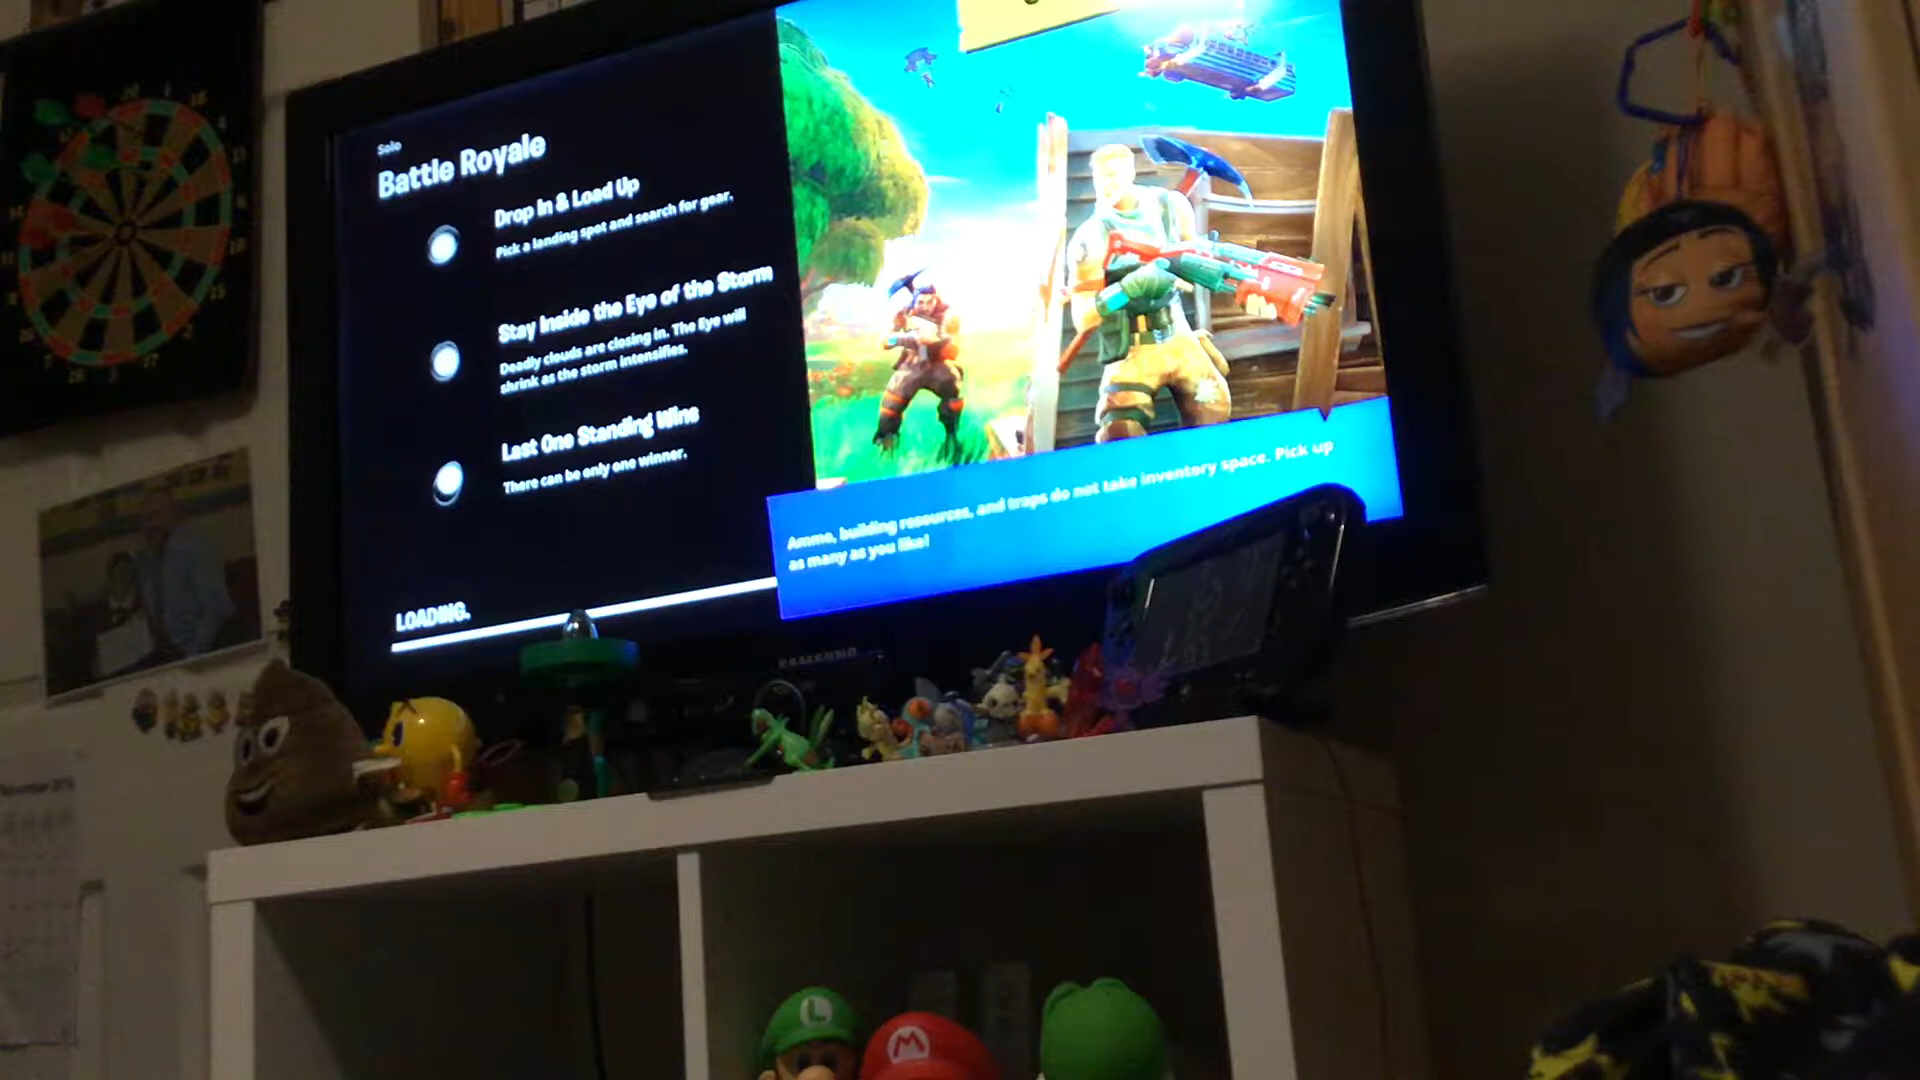 Solo
Battle Royale
Drop In & Load Up
Pick a landing spot and search for gear.
Stay Inside the Eye of the Storm
Deadly clouds are closing in. The Eye will
shrink as the storm intensifies.
Last One Standing Wins
There can be only one winner.
LOADING.
Ammo, building resources, and traps do not take inventory space. Pick up
as many as you like!
SAMSUNG
L
M